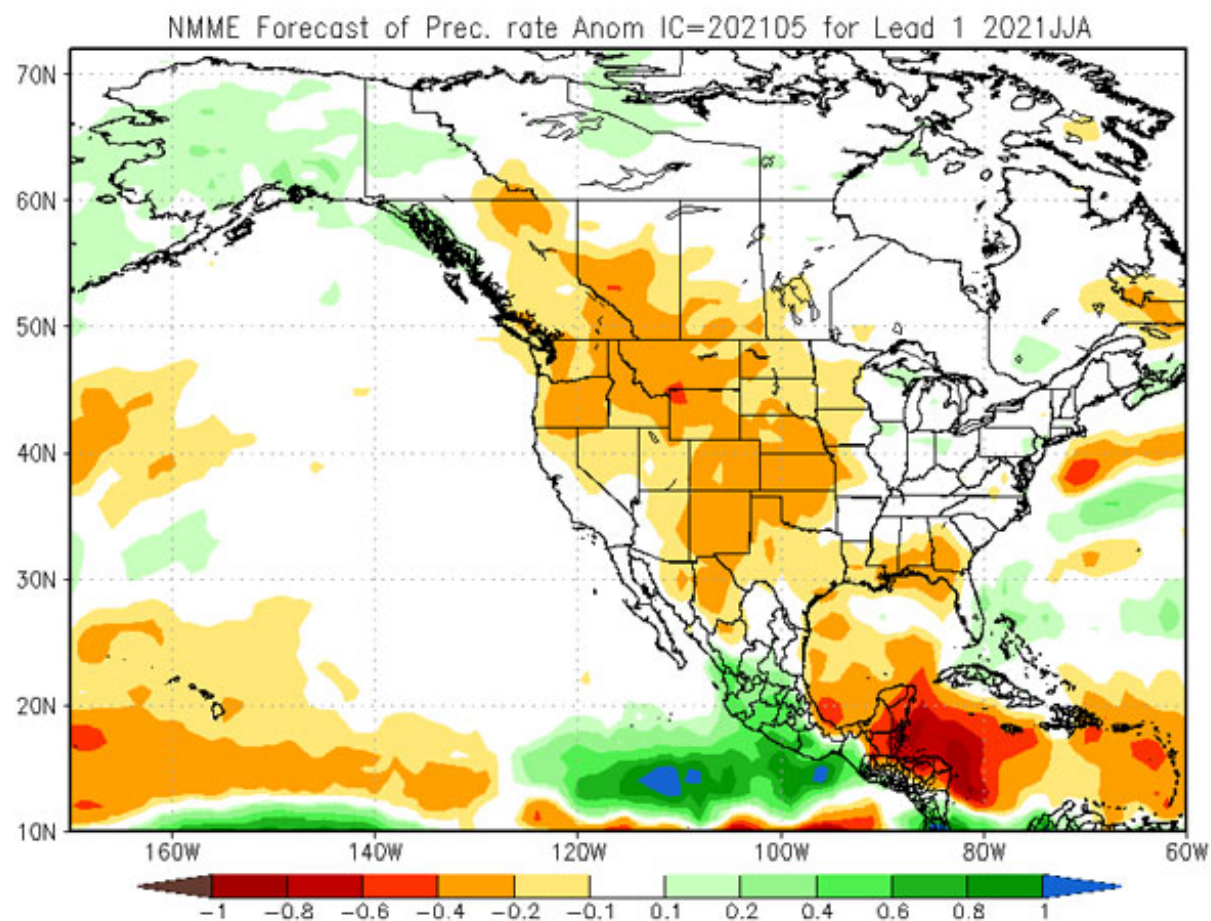 NMME Forecast of Prec. rate Anom IC=202105 for Lead 1 2021JJA
70N
60N
50N
40N
30N
20N
10N
160W 140W 120W 100W 80W 60W
-1 -0.8 -0.6 -0.4 -0.2 -0.1 0.1 0.2 0.4 0.6 0.8 1